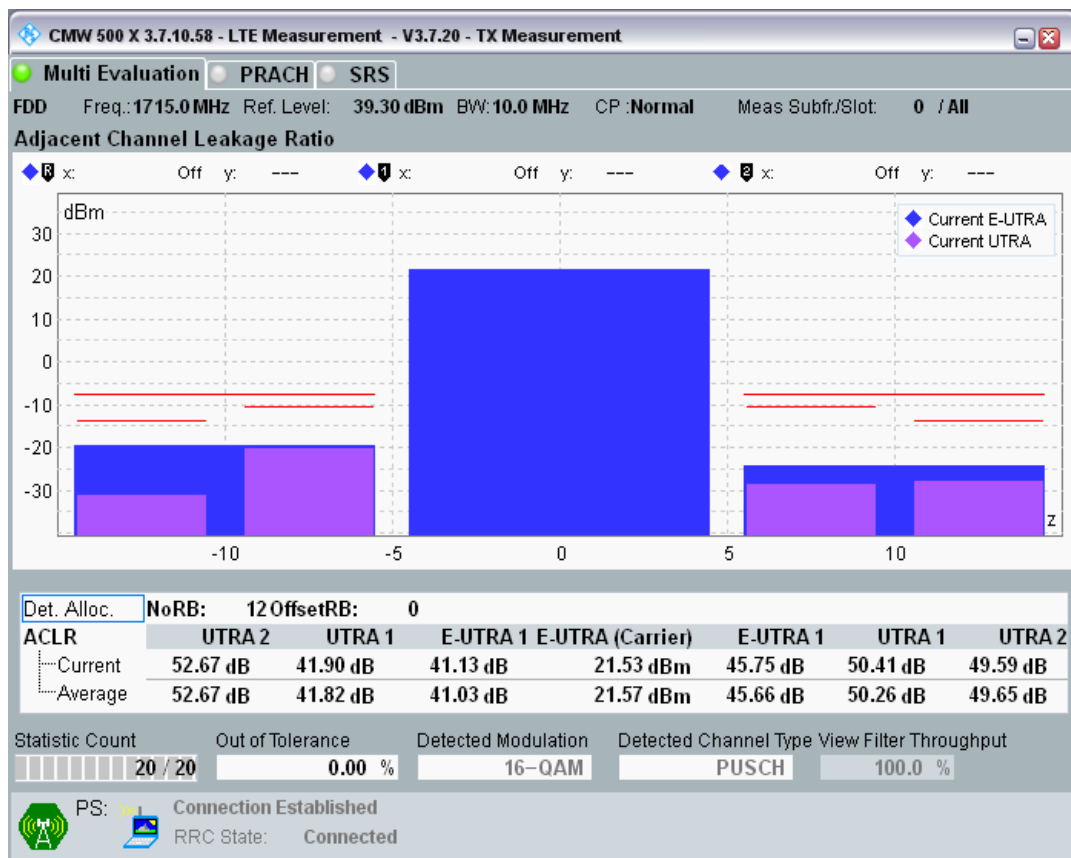 CMW 500 X 3.7.10.58 - LTE Measurement - V3.7.20 - TX Measurement
Multi Evaluation PRACH SRS
FDD Freq.: 1715.0 MHz Ref. Level: 39.30 dBm BW: 10.0 MHz CP :Normal Meas Subfr./Slot: 0 / All
Adjacent Channel Leakage Ratio
R x: Off y: --- 1 x: Off y: --- 2 x: Off y: ---
dBm
Current E-UTRA
Current UTRA
30
20
10
0
-10
-20
-30
z
-10 -5 0 5 10
Det. Alloc. NoRB: 12 OffsetRB: 0
ACLR UTRA 2 UTRA 1 E-UTRA 1 E-UTRA (Carrier) E-UTRA 1 UTRA 1 UTRA 2
Current 52.67 dB 41.90 dB 41.13 dB 21.53 dBm 45.75 dB 50.41 dB 49.59 dB
Average 52.67 dB 41.82 dB 41.03 dB 21.57 dBm 45.66 dB 50.26 dB 49.65 dB
Statistic Count Out of Tolerance Detected Modulation Detected Channel Type View Filter Throughput
20 / 20 0.00 % 16-QAM PUSCH 100.0 %
PS: Connection Established
RRC State: Connected